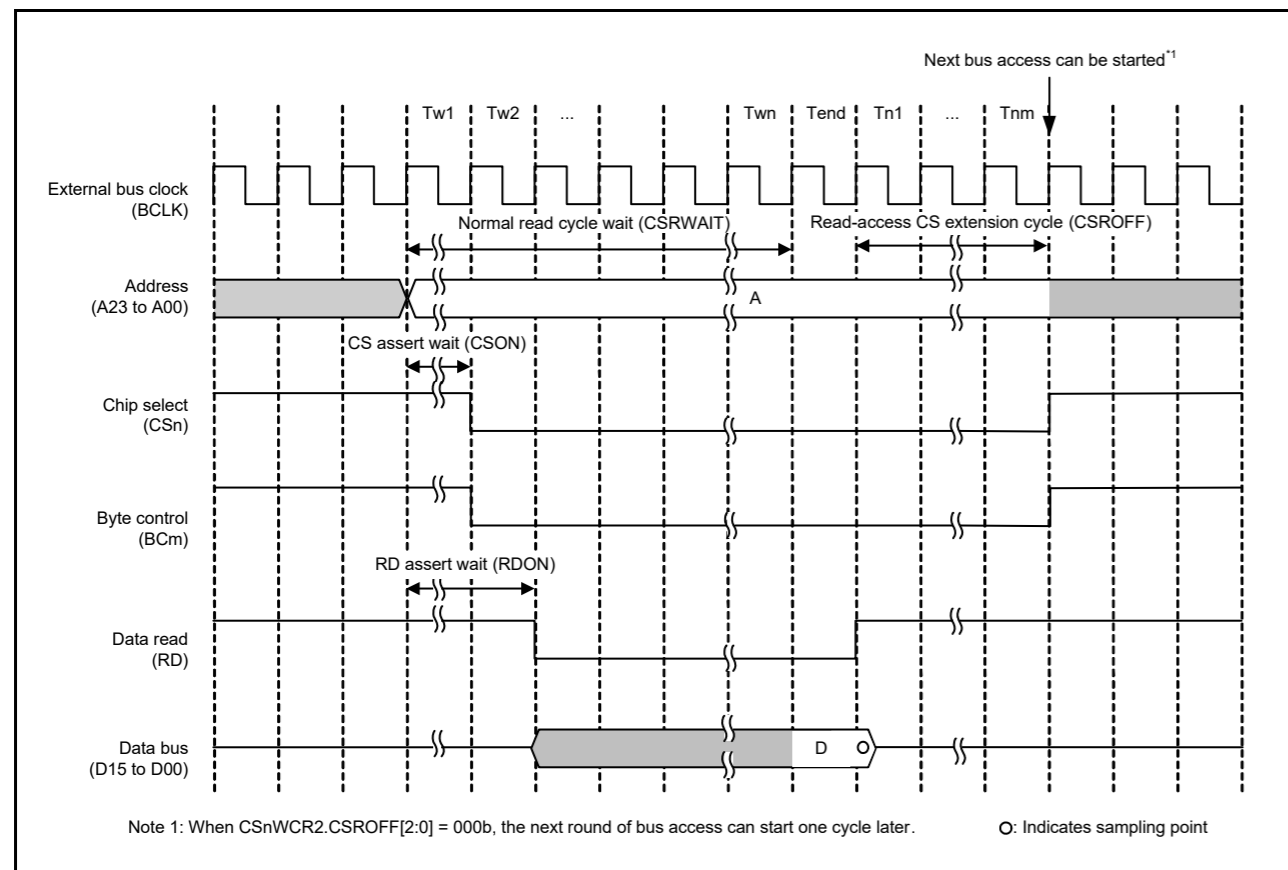 Next bus access can be started*1
Tw1 Tw2 ... Twn Tend Tn1 ... Tnm
External bus clock
(BCLK)
Normal read cycle wait (CSRWAIT)
Read-access CS extension cycle (CSROFF)
Address
(A23 to A00)
A
CS assert wait (CSON)
Chip select
(CSn)
Byte control
(BCm)
RD assert wait (RDON)
Data read
(RD)
Data bus
(D15 to D00)
D
Note 1: When CSnWCR2.CSROFF[2:0] = 000b, the next round of bus access can start one cycle later.
: Indicates sampling point